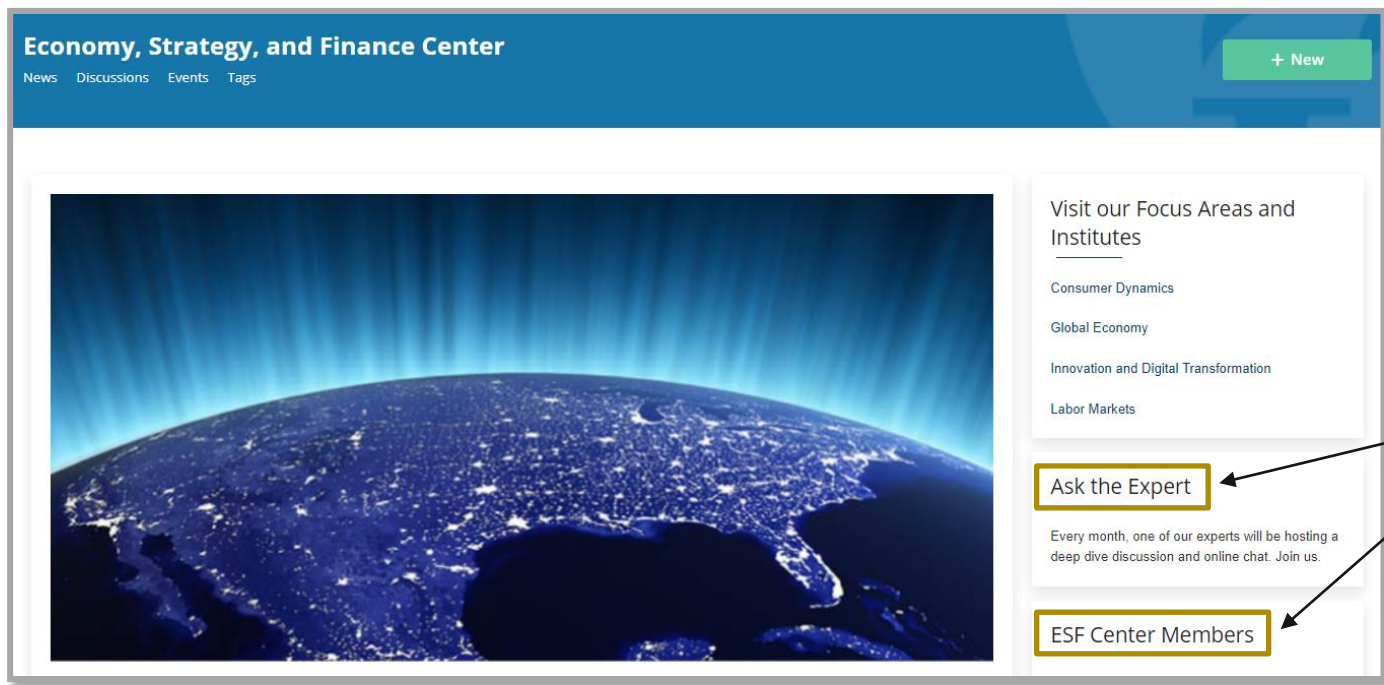 Economy, Strategy, and Finance Center
News Discussions Events Tags
+ New
Visit our Focus Areas and
Institutes
Consumer Dynamics
Global Economy
Innovation and Digital Transformation
Labor Markets
Ask the Expert
Every month, one of our experts will be hosting a
deep dive discussion and online chat. Join us.
ESF Center Members